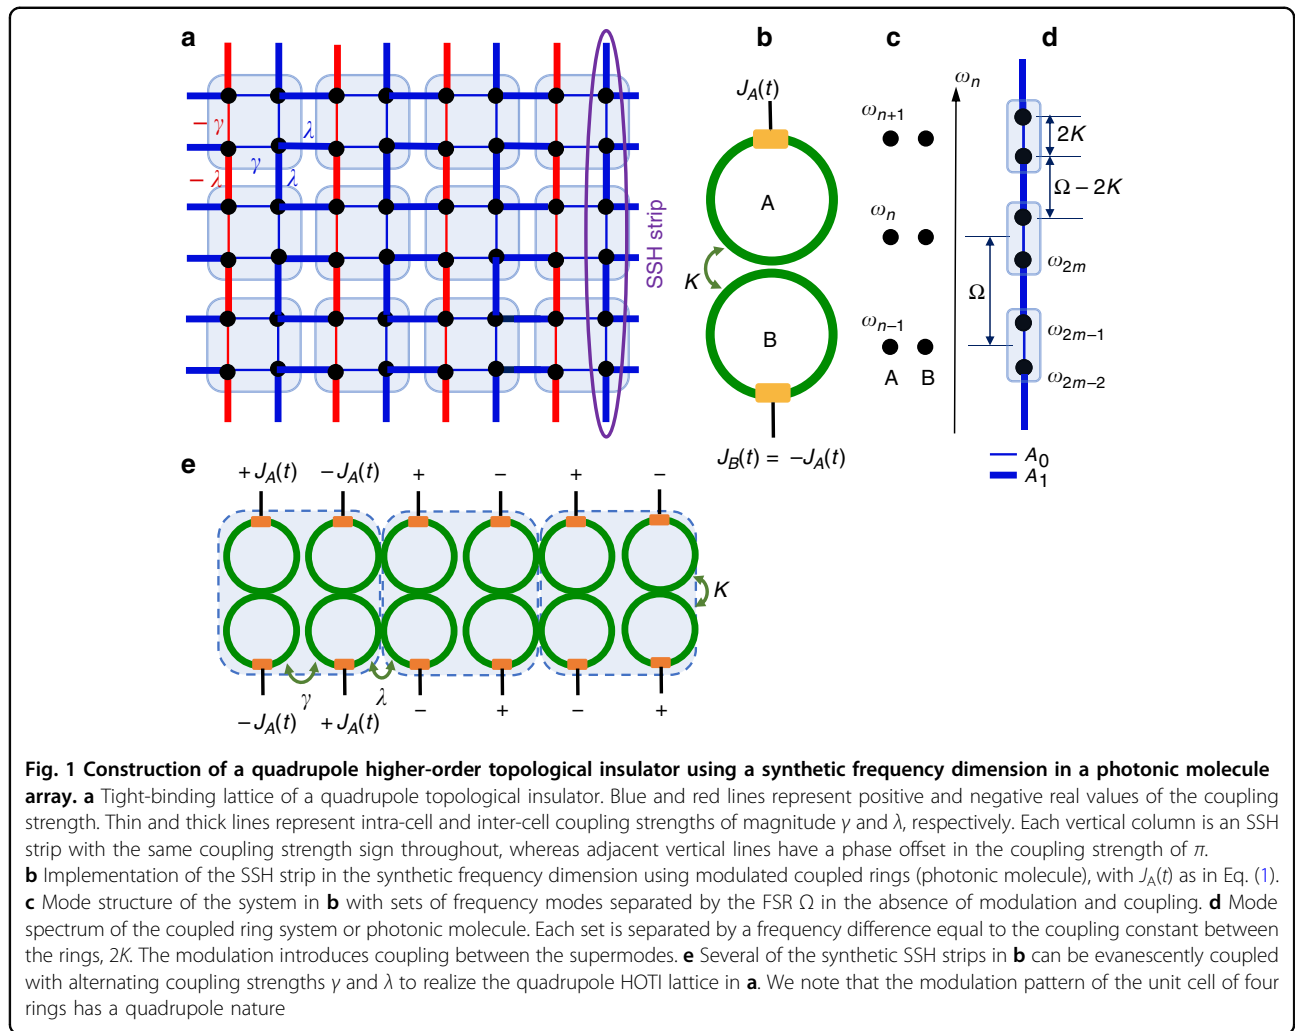 a
b
c
d
− γ
λ
γ
− λ
λ
SSH strip
J_A(t)
A
K
B
J_B(t) = −J_A(t)
ω_n
ω_{n+1}
ω_n
ω_{n−1}
A B
2K
Ω − 2K
Ω
ω_{2m}
ω_{2m−1}
ω_{2m−2}
A_0
A_1
e
+J_A(t) −J_A(t) + − + −
K
γ λ
−J_A(t) +J_A(t) − + − +
Fig. 1 Construction of a quadrupole higher-order topological insulator using a synthetic frequency dimension in a photonic molecule
array. a Tight-binding lattice of a quadrupole topological insulator. Blue and red lines represent positive and negative real values of the coupling
strength. Thin and thick lines represent intra-cell and inter-cell coupling strengths of magnitude γ and λ, respectively. Each vertical column is an SSH
strip with the same coupling strength sign throughout, whereas adjacent vertical lines have a phase offset in the coupling strength of π.
b Implementation of the SSH strip in the synthetic frequency dimension using modulated coupled rings (photonic molecule), with J_A(t) as in Eq. (1).
c Mode structure of the system in b with sets of frequency modes separated by the FSR Ω in the absence of modulation and coupling. d Mode
spectrum of the coupled ring system or photonic molecule. Each set is separated by a frequency difference equal to the coupling constant between
the rings, 2K. The modulation introduces coupling between the supermodes. e Several of the synthetic SSH strips in b can be evanescently coupled
with alternating coupling strengths γ and λ to realize the quadrupole HOTI lattice in a. We note that the modulation pattern of the unit cell of four
rings has a quadrupole nature